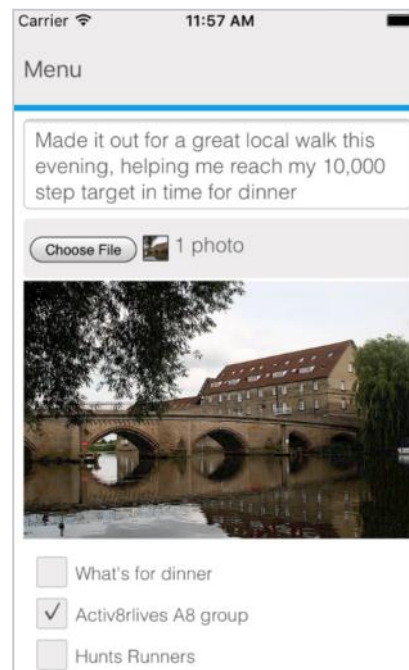 Carrier 11:57 AM
Menu
Made it out for a great local walk this
evening, helping me reach my 10,000
step target in time for dinner
Choose File 1 photo
What's for dinner
Activ8rlives A8 group
Hunts Runners